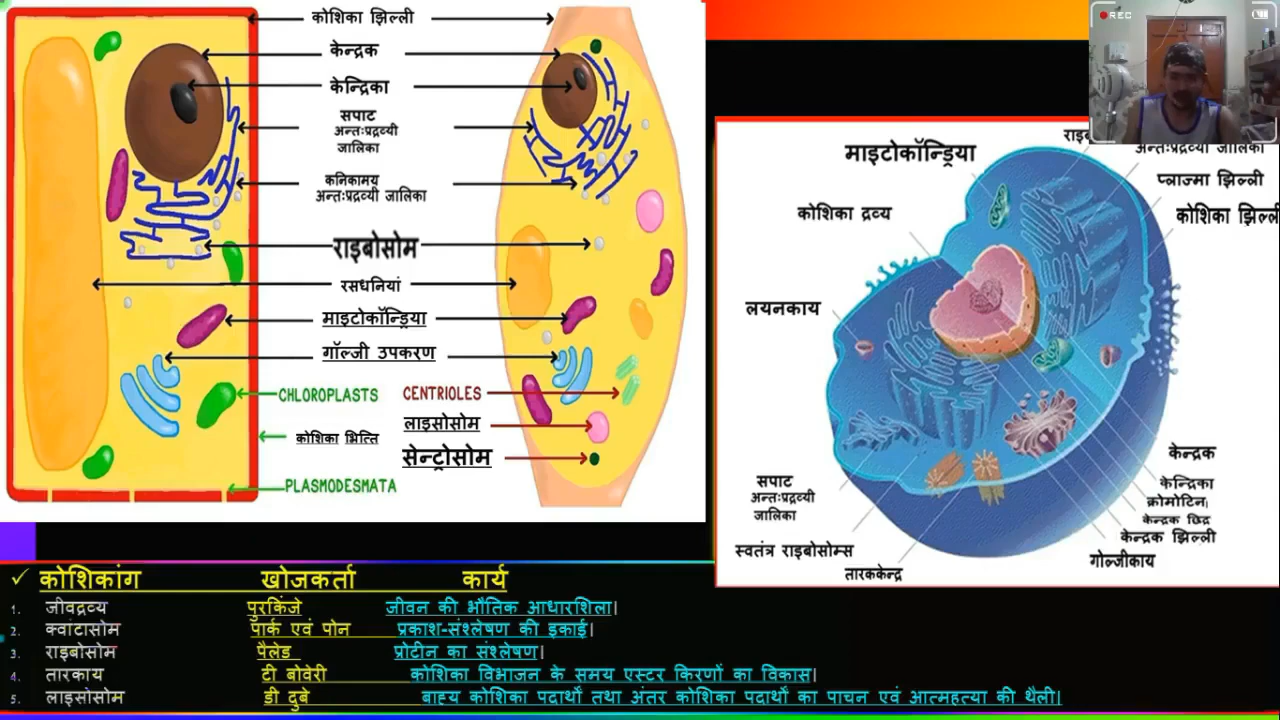 कोशिका झिल्ली
केन्द्रक
केन्द्रिका
सपाट
अन्तःप्रद्रव्यी
जालिका
कनिकामय
अन्तःप्रद्रव्यी जालिका
राइबोसोम
रसधनियां
माइटोकॉन्ड्रिया
गॉल्जी उपकरण
CHLOROPLASTS
CENTRIOLES
लाइसोसोम
कोशिका भित्ति
सेन्ट्रोसोम
PLASMODESMATA
REC
माइटोकॉन्ड्रिया
अन्तःप्रद्रव्यी जालिका
प्लाज्मा झिल्ली
कोशिका द्रव्य
कोशिका झिल्ली
लयनकाय
केन्द्रक
केन्द्रिका
क्रोमोटिन
केन्द्रक छिद्र
केन्द्रक झिल्ली
गोल्जीकाय
सपाट
अन्तःप्रद्रव्यी
जालिका
स्वतंत्र राइबोसोम्स
तारककेन्द्र
✓ कोशिकांग खोजकर्ता कार्य
1. जीवद्रव्य पुरकिंजे जीवन की भौतिक आधारशिला।
2. क्वांटासोम पार्क एवं पोन प्रकाश-संश्लेषण की इकाई।
3. राइबोसोम पैलेड प्रोटीन का संश्लेषण।
4. तारकाय टी बोवेरी कोशिका विभाजन के समय एस्टर किरणों का विकास।
5. लाइसोसोम डी दुबे बाह्य कोशिका पदार्थों तथा अंतर कोशिका पदार्थों का पाचन एवं आत्महत्या की थैली।